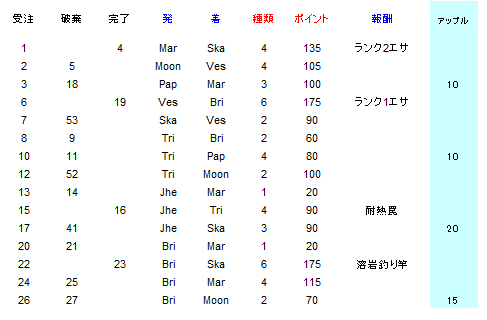 受注 破棄 完了 発 着 種類 ポイント 報酬 アップル
1 4 Mar Ska 4 135 ランク2エサ
2 5 Moon Ves 4 105
3 18 Pap Mar 3 100 10
6 19 Ves Bri 6 175 ランク1エサ
7 53 Ska Ves 2 90
8 9 Tri Bri 2 60
10 11 Tri Pap 4 80 10
12 52 Tri Moon 2 100
13 14 Jhe Mar 1 20
15 16 Jhe Tri 4 90 耐熱罠
17 41 Jhe Ska 3 90 20
20 21 Bri Mar 1 20
22 23 Bri Ska 6 175 溶岩釣り竿
24 25 Bri Mar 4 115
26 27 Bri Moon 2 70 15